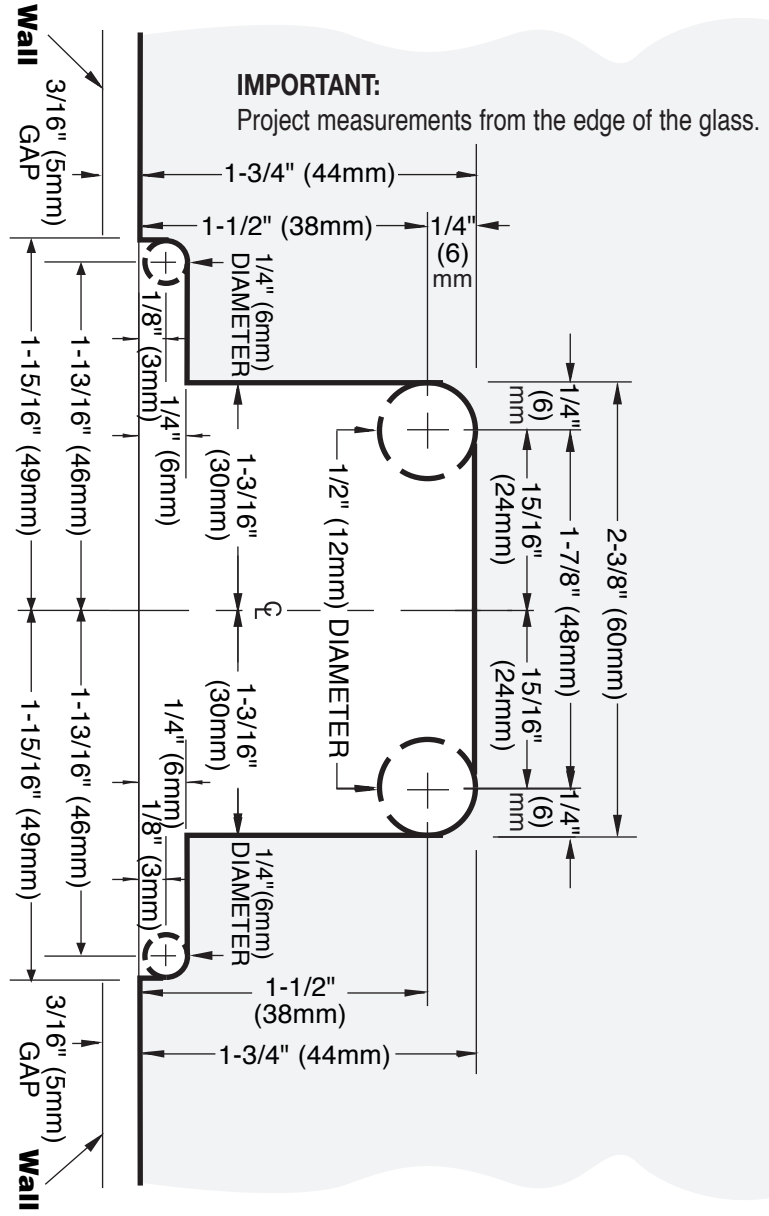 Wall
3/16" (5mm)
GAP
IMPORTANT:
Project measurements from the edge of the glass.
1-3/4" (44mm)
1-1/2" (38mm)
1/4"
(6)
mm
1/4" (6mm)
DIAMETER
1/8" (3mm)
1/4" (6mm)
1-15/16" (49mm)
1-13/16" (46mm)
1-3/16"
(30mm)
1/2" (12mm) DIAMETER
1/4"
(6)
mm
15/16"
(24mm)
1-7/8" (48mm)
2-3/8" (60mm)
CL
1-15/16" (49mm)
1-13/16" (46mm)
1/4" (6mm)
1/8" (3mm)
1-3/16"
(30mm)
15/16"
(24mm)
1/4"
(6)
mm
1/4"(6mm)
DIAMETER
1-1/2"
(38mm)
1-3/4" (44mm)
3/16" (5mm)
GAP
Wall